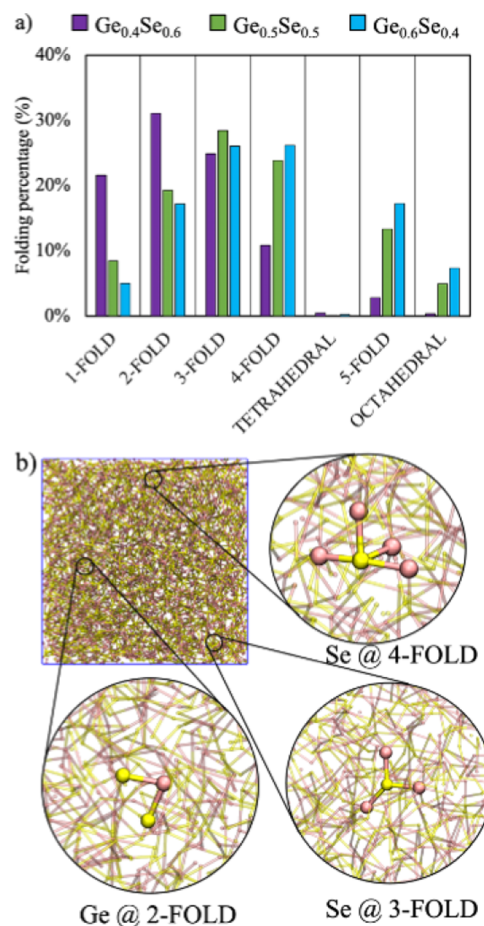 a) Ge0.4Se0.6 Ge0.5Se0.5 Ge0.6Se0.4
Folding percentage (%)
40%
30%
20%
10%
0%
1-FOLD
2-FOLD
3-FOLD
4-FOLD
TETRAHEDRAL
5-FOLD
OCTAHEDRAL
b)
Se @ 4-FOLD
Ge @ 2-FOLD
Se @ 3-FOLD